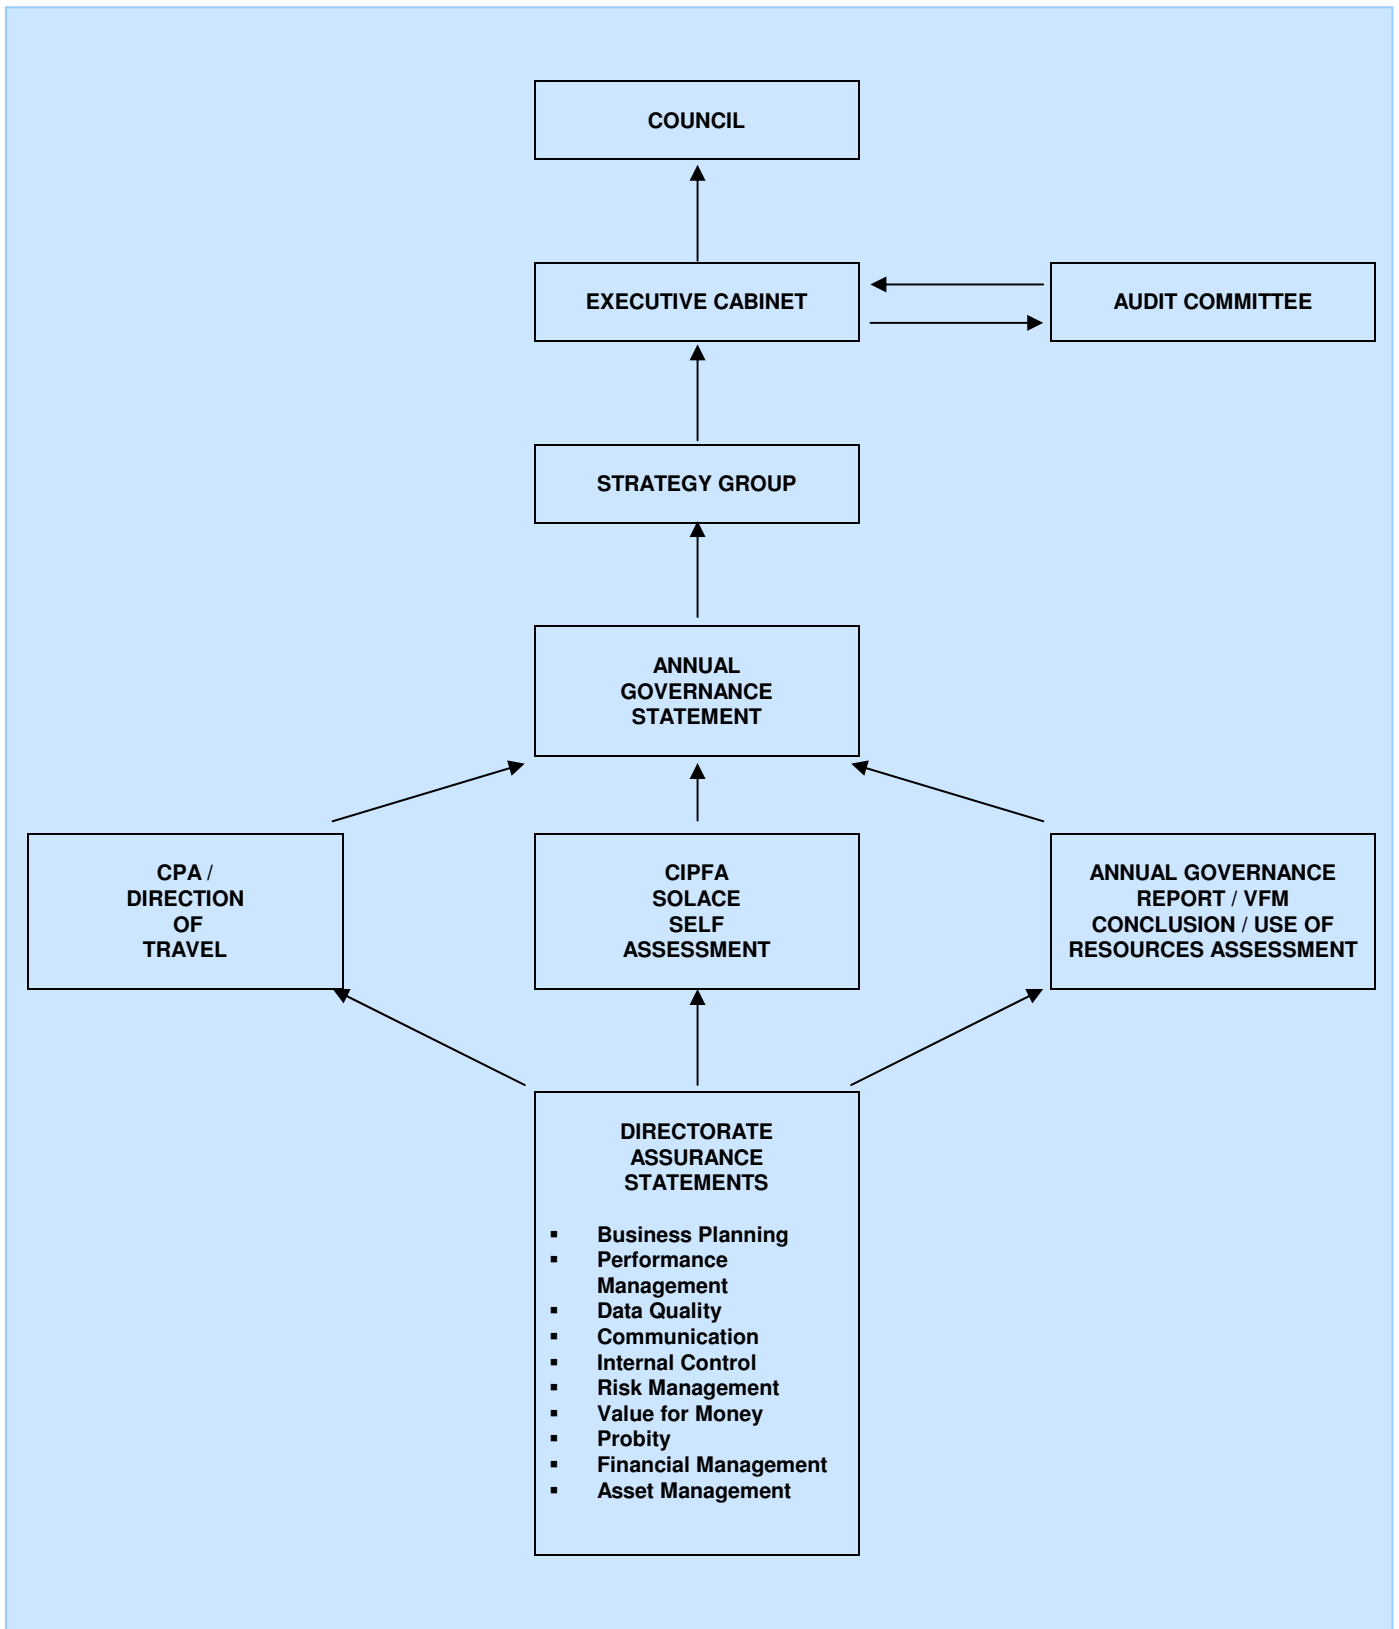 COUNCIL
EXECUTIVE CABINET
AUDIT COMMITTEE
STRATEGY GROUP
ANNUAL
GOVERNANCE
STATEMENT
CPA /
DIRECTION
OF
TRAVEL
CIPFA
SOLACE
SELF
ASSESSMENT
ANNUAL GOVERNANCE
REPORT / VFM
CONCLUSION / USE OF
RESOURCES ASSESSMENT
DIRECTORATE
ASSURANCE
STATEMENTS
▪ Business Planning
▪ Performance
Management
▪ Data Quality
▪ Communication
▪ Internal Control
▪ Risk Management
▪ Value for Money
▪ Probity
▪ Financial Management
▪ Asset Management